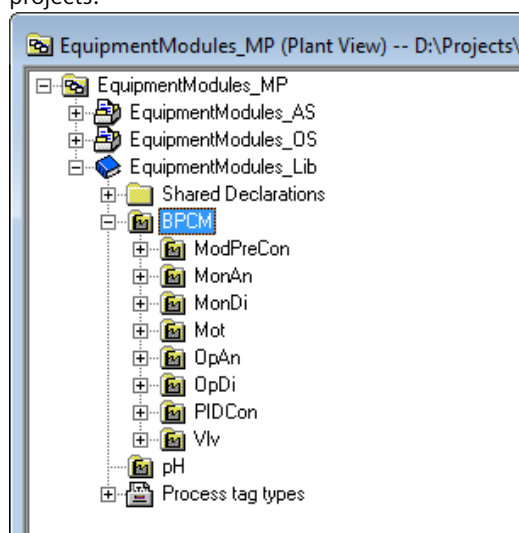 projects:
EquipmentModules_MP (Plant View) -- D:\Projects\
EquipmentModules_MP
EquipmentModules_AS
EquipmentModules_OS
EquipmentModules_Lib
Shared Declarations
BPCM
ModPreCon
MonAn
MonDi
Mot
OpAn
OpDi
PIDCon
Vlv
pH
Process tag types